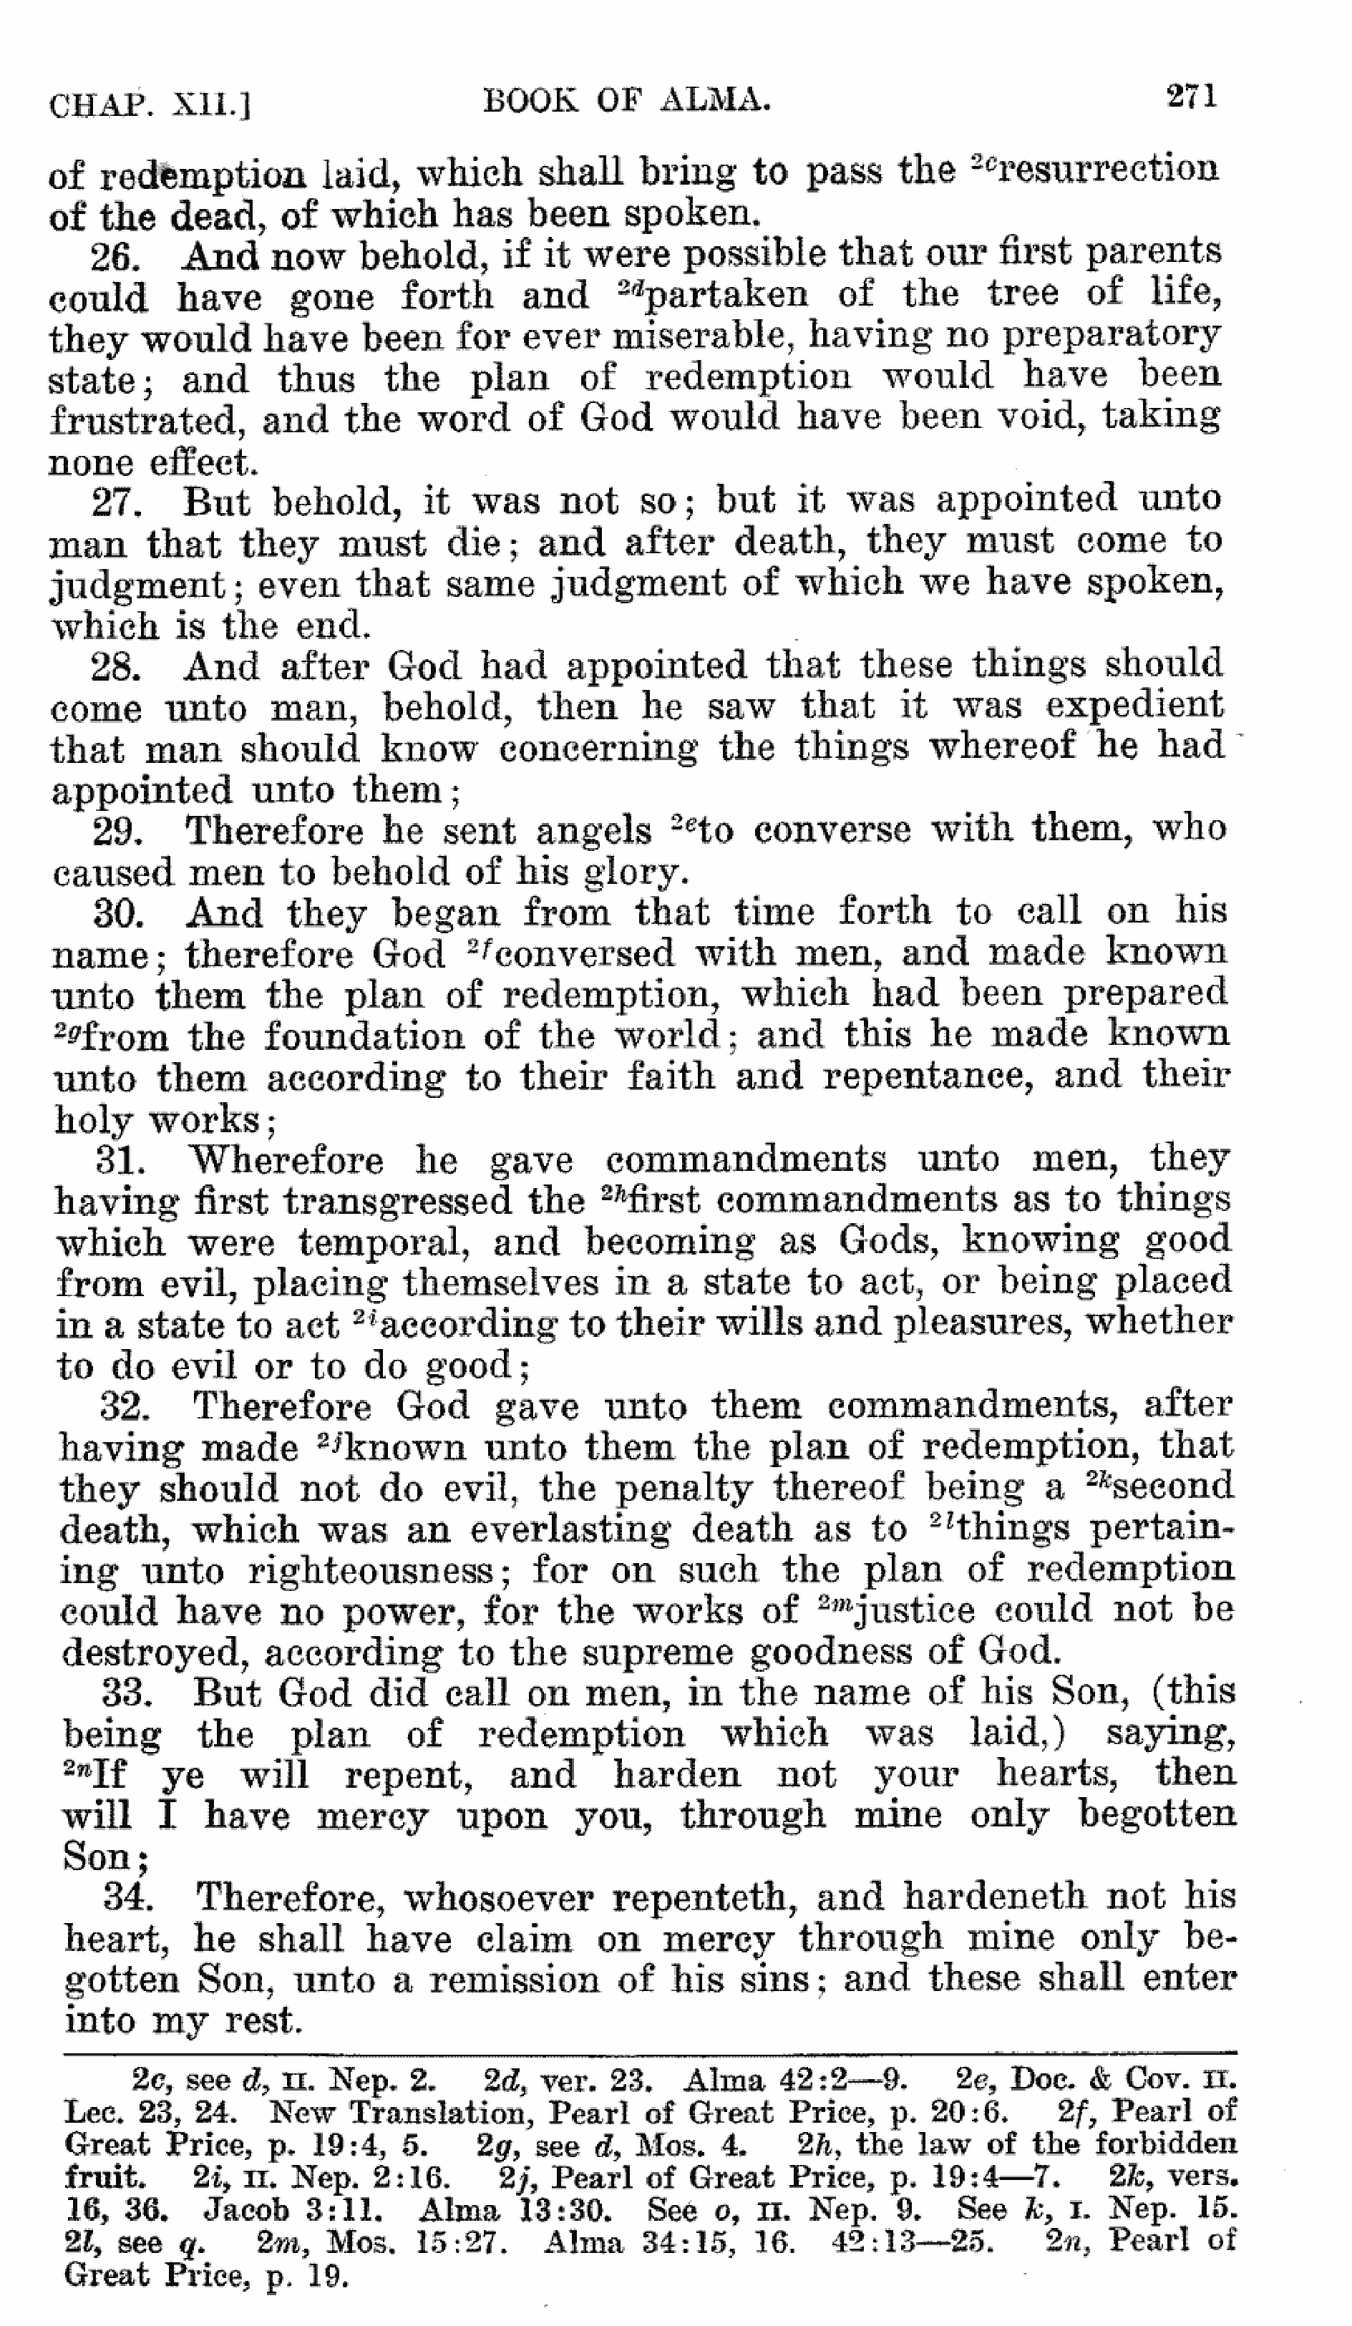 CHAP. XII.] BOOK OF ALMA. 271
of redemption laid, which shall bring to pass the 2cresurrection
of the dead, of which has been spoken.
26. And now behold, if it were possible that our first parents
could have gone forth and 2dpartaken of the tree of life,
they would have been for ever miserable, having no preparatory
state; and thus the plan of redemption would have been
frustrated, and the word of God would have been void, taking
none effect.
27. But behold, it was not so; but it was appointed unto
man that they must die; and after death, they must come to
judgment; even that same judgment of which we have spoken,
which is the end.
28. And after God had appointed that these things should
come unto man, behold, then he saw that it was expedient
that man should know concerning the things whereof he had
appointed unto them;
29. Therefore he sent angels 2eto converse with them, who
caused men to behold of his glory.
30. And they began from that time forth to call on his
name; therefore God 2fconversed with men, and made known
unto them the plan of redemption, which had been prepared
2gfrom the foundation of the world; and this he made known
unto them according to their faith and repentance, and their
holy works;
31. Wherefore he gave commandments unto men, they
having first transgressed the 2hfirst commandments as to things
which were temporal, and becoming as Gods, knowing good
from evil, placing themselves in a state to act, or being placed
in a state to act 2iaccording to their wills and pleasures, whether
to do evil or to do good;
32. Therefore God gave unto them commandments, after
having made 2jknown unto them the plan of redemption, that
they should not do evil, the penalty thereof being a 2ksecond
death, which was an everlasting death as to 2lthings pertain-
ing unto righteousness; for on such the plan of redemption
could have no power, for the works of 2mjustice could not be
destroyed, according to the supreme goodness of God.
33. But God did call on men, in the name of his Son, (this
being the plan of redemption which was laid,) saying,
2nIf ye will repent, and harden not your hearts, then
will I have mercy upon you, through mine only begotten
Son;
34. Therefore, whosoever repenteth, and hardeneth not his
heart, he shall have claim on mercy through mine only be-
gotten Son, unto a remission of his sins; and these shall enter
into my rest.
2c, see d, II. Nep. 2. 2d, ver. 23. Alma 42:2—9. 2e, Doc. & Cov. II.
Lec. 23, 24. New Translation, Pearl of Great Price, p. 20:6. 2f, Pearl of
Great Price, p. 19:4, 5. 2g, see d, Mos. 4. 2h, the law of the forbidden
fruit. 2i, II. Nep. 2:16. 2j, Pearl of Great Price, p. 19:4—7. 2k, vers.
16, 36. Jacob 3:11. Alma 13:30. See o, II. Nep. 9. See k, I. Nep. 15.
2l, see q. 2m, Mos. 15:27. Alma 34:15, 16. 42:13—25. 2n, Pearl of
Great Price, p. 19.